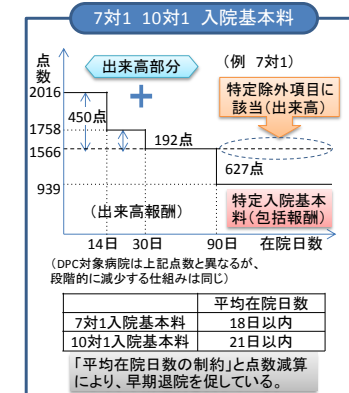 7対1 10対1 入院基本料
点数
出来高部分
（例 7対1）
＋
特定除外項目に
該当（出来高）
2016
450点
1758
192点
1566
627点
939
（出来高報酬）
特定入院基本
料（包括報酬）
14日 30日 90日 在院日数
（DPC対象病院は上記点数と異なるが、
段階的に減少する仕組みは同じ）
平均在院日数
7対1入院基本料 18日以内
10対1入院基本料 21日以内
「平均在院日数の制約」と点数減算
により、早期退院を促している。